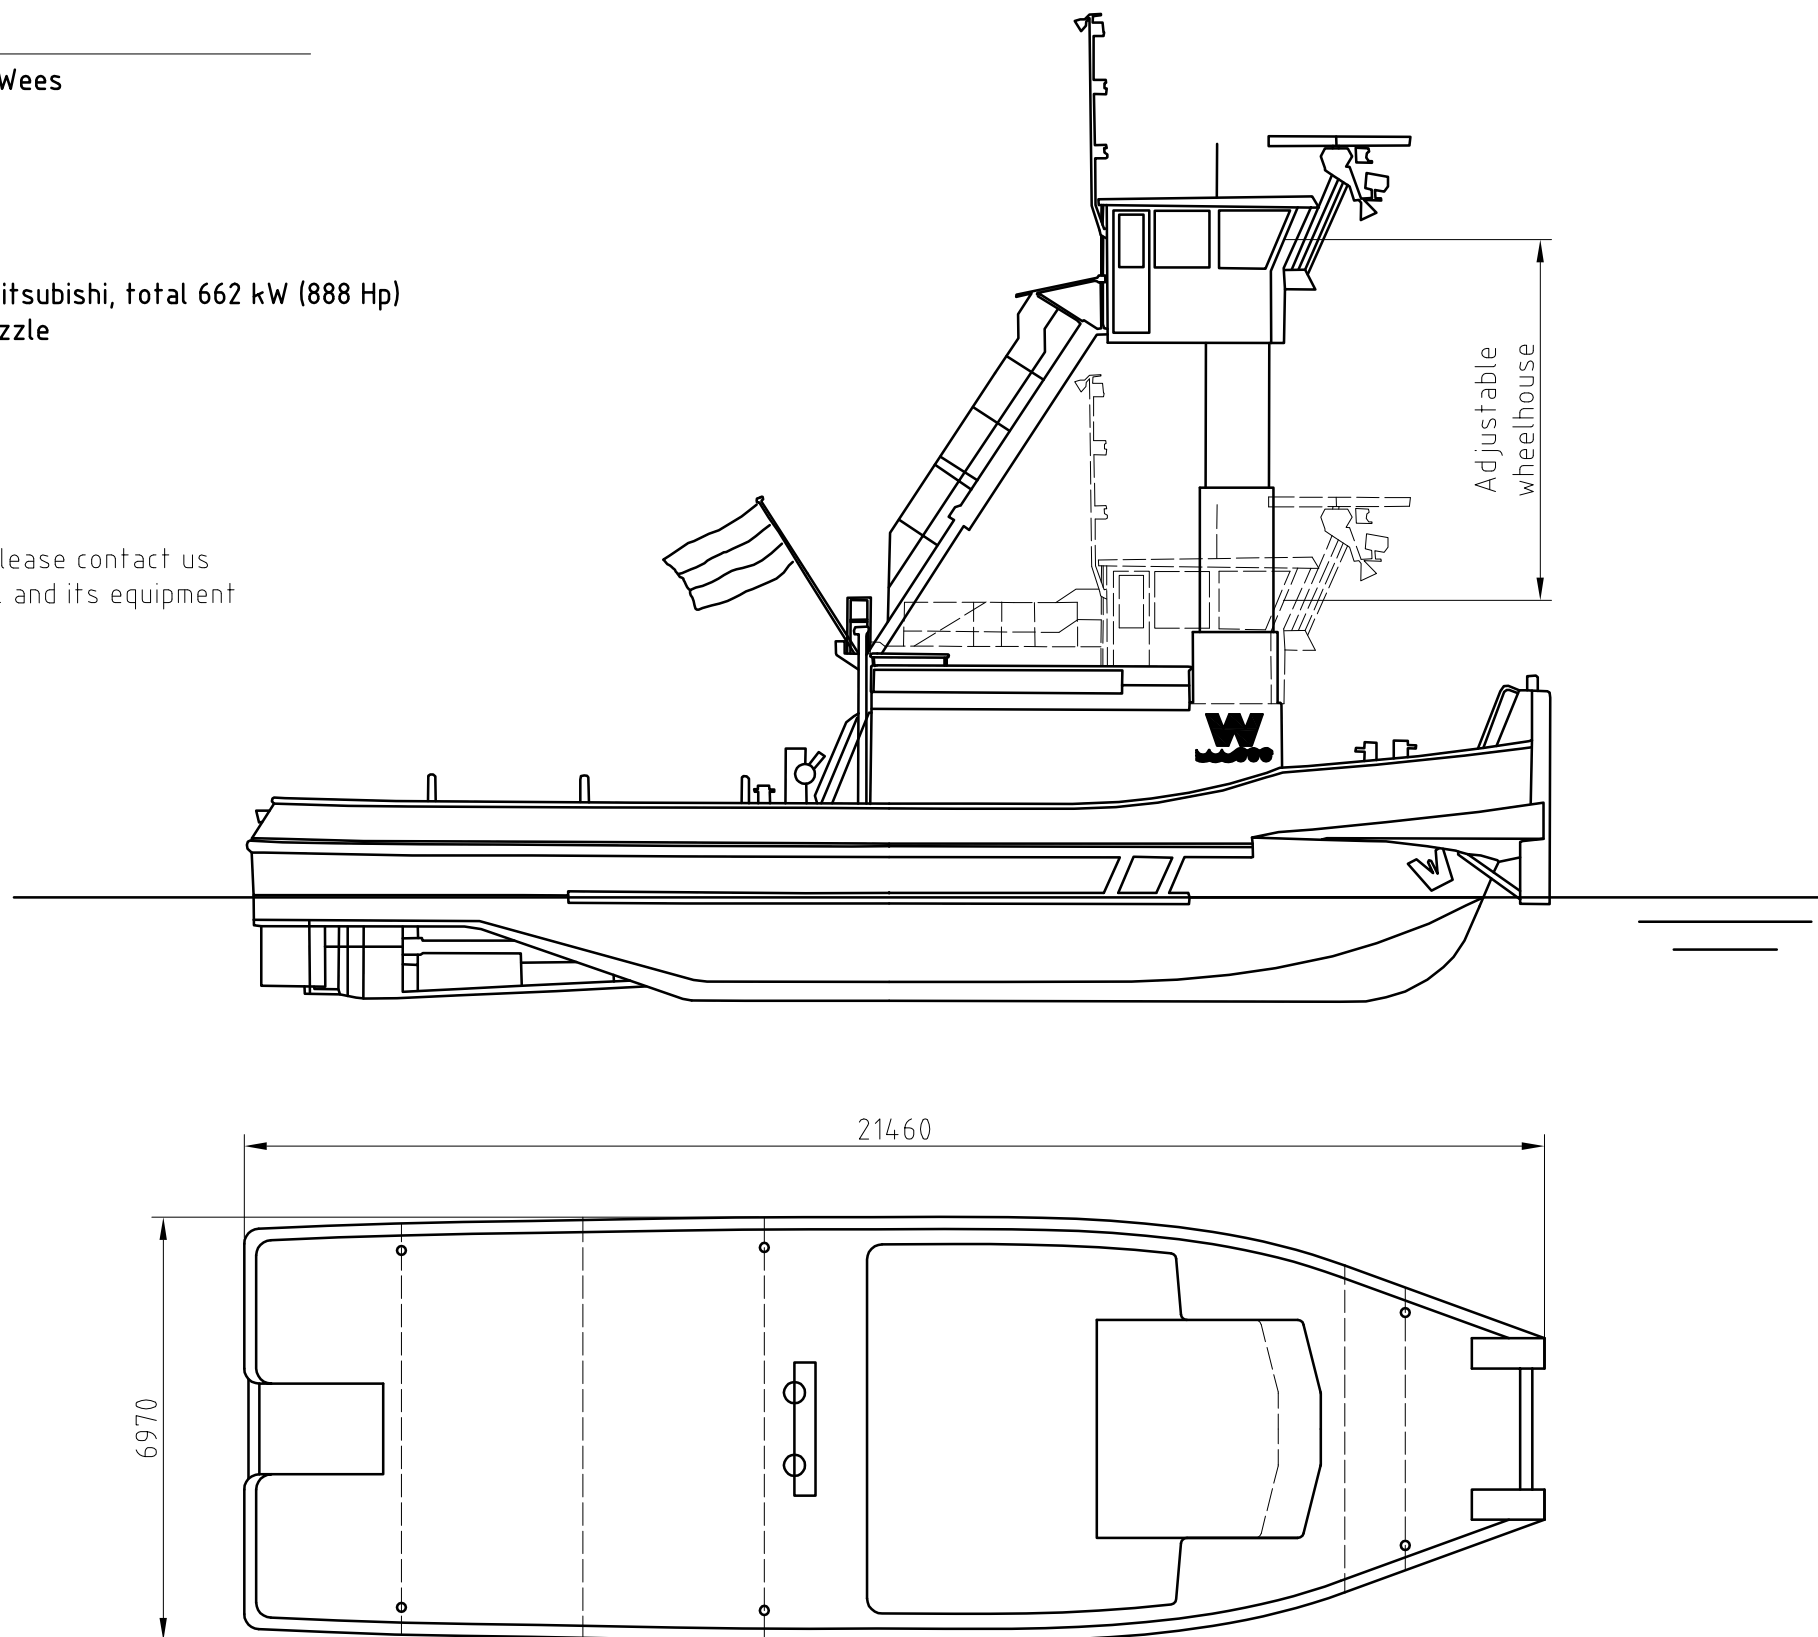 Wees
itsubishi, total 662 kW (888 Hp)
zzle
lease contact us
. and its equipment
Adjustable
wheelhouse
W
W
21460
6970